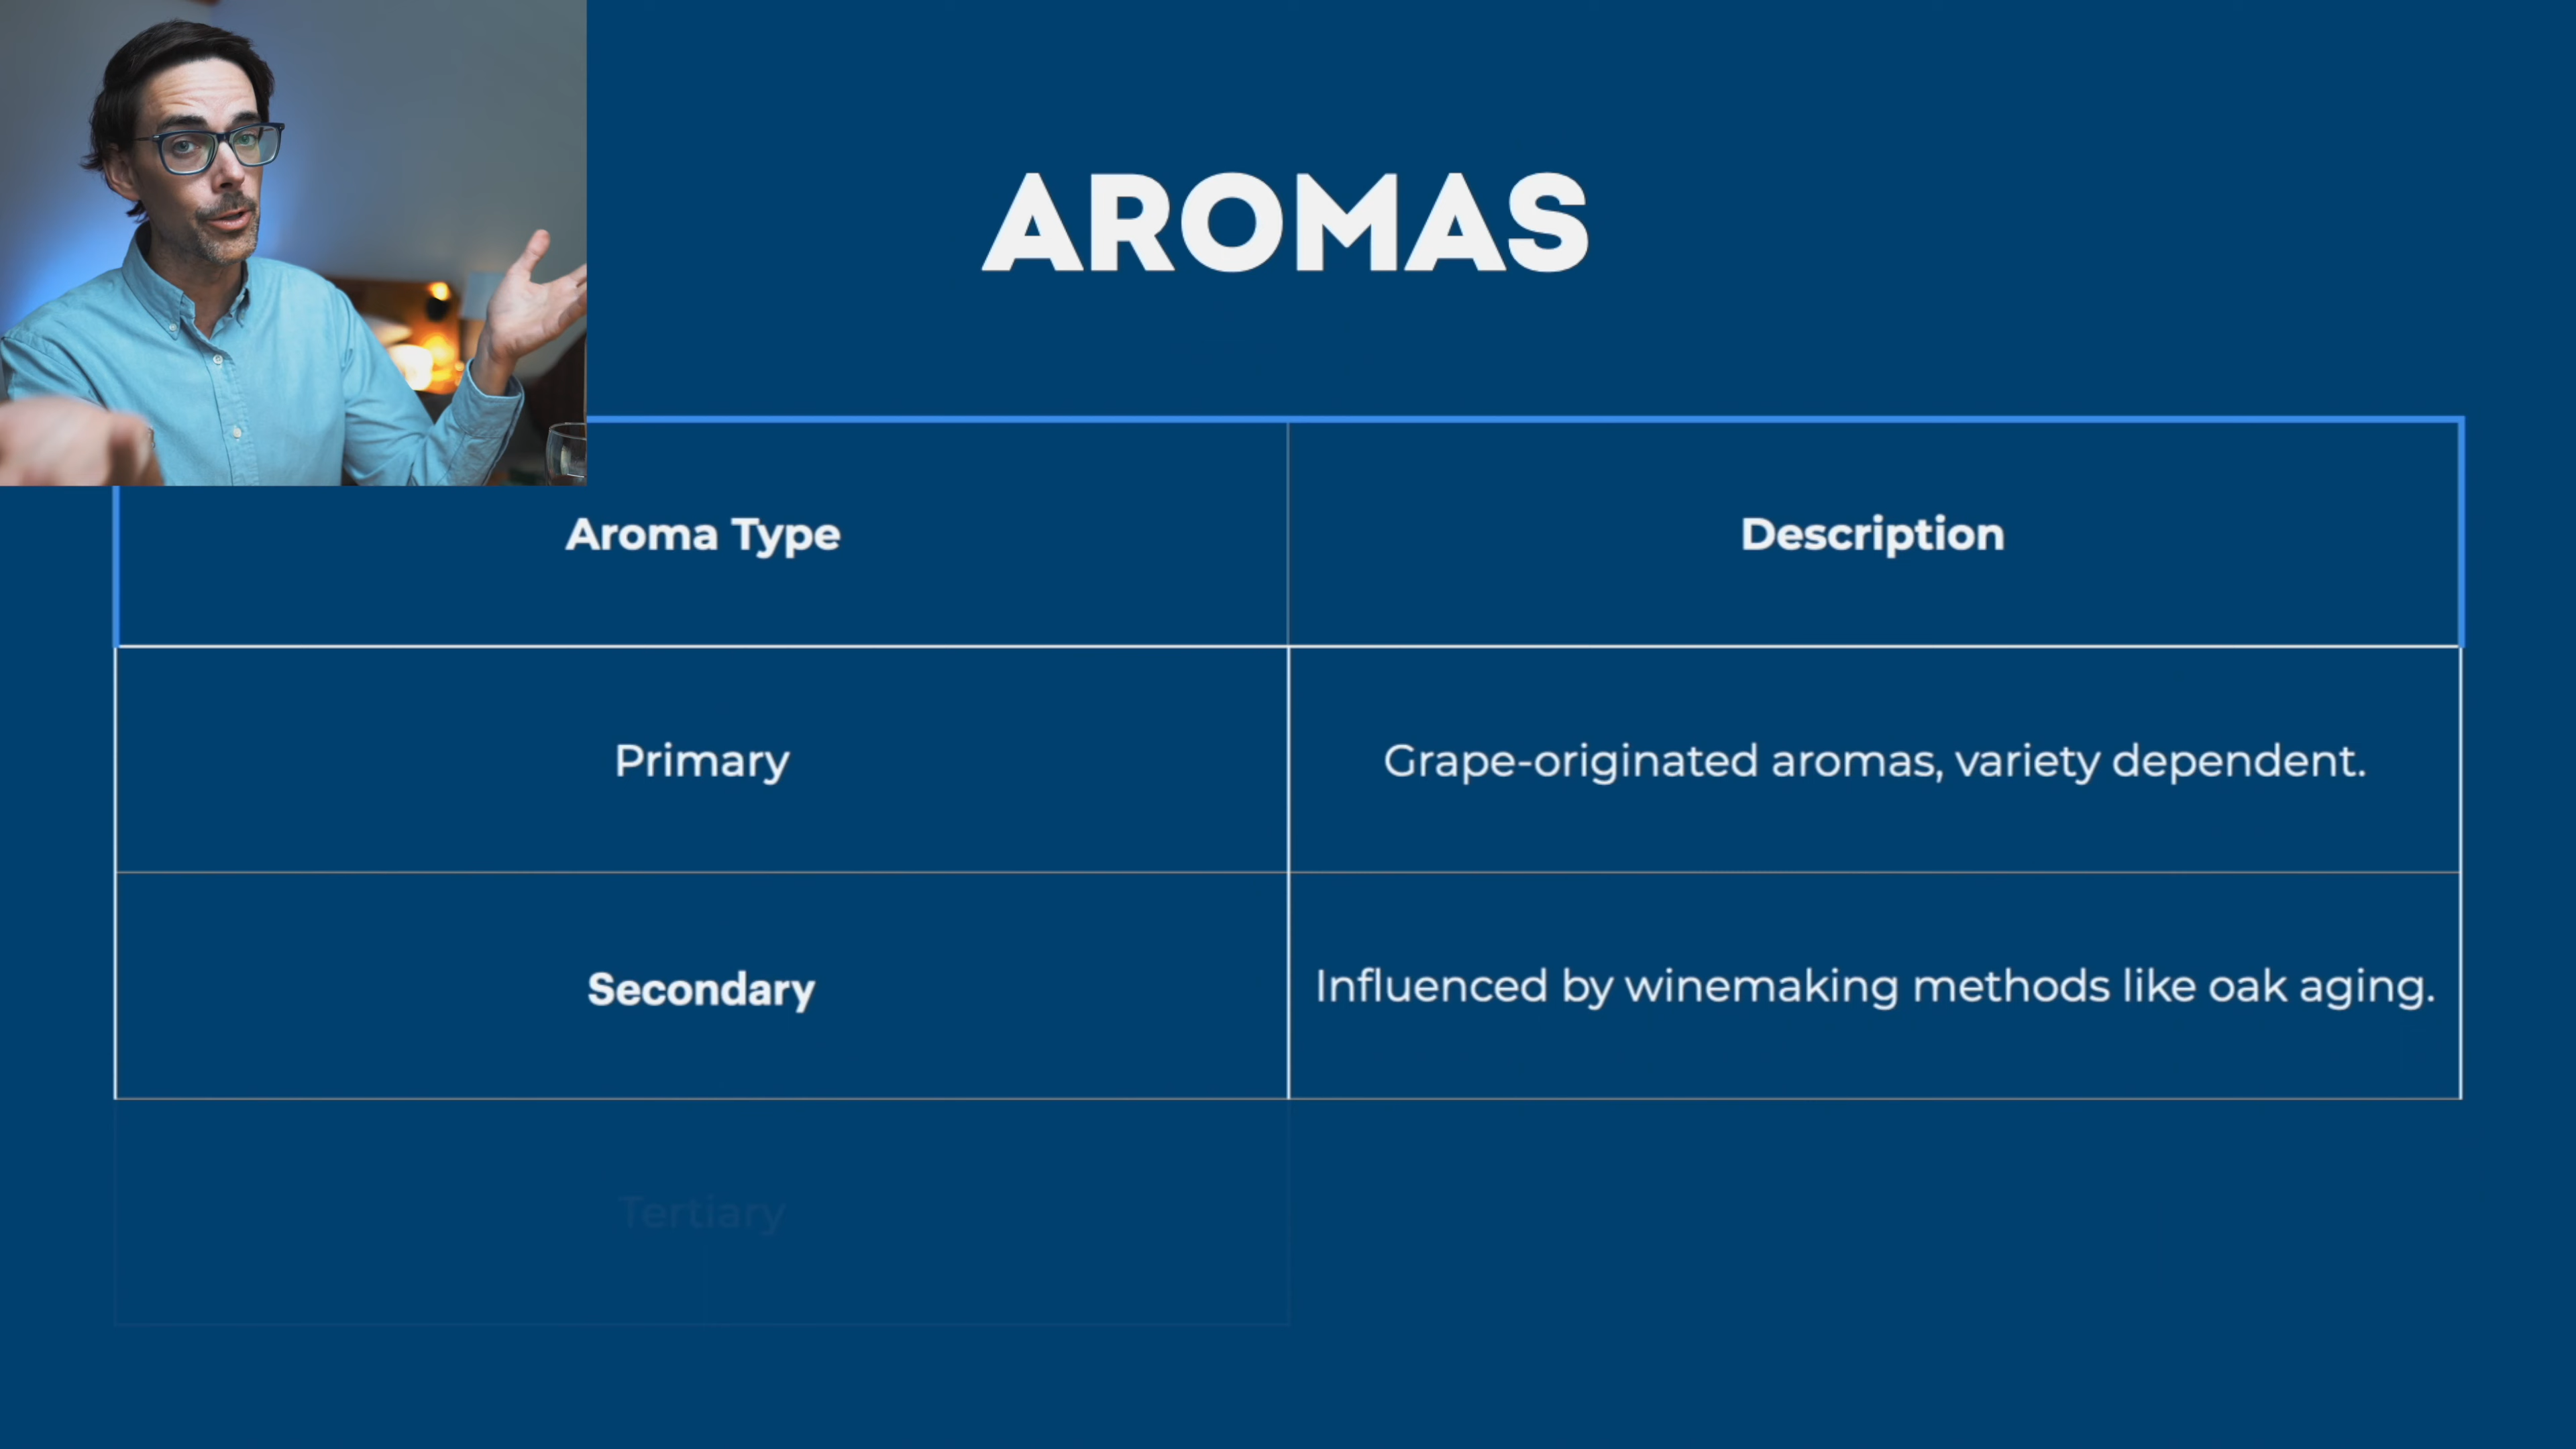 AROMAS
Aroma Type
Description
Primary
Grape-originated aromas, variety dependent.
Secondary
Influenced by winemaking methods like oak aging.
Tertiary